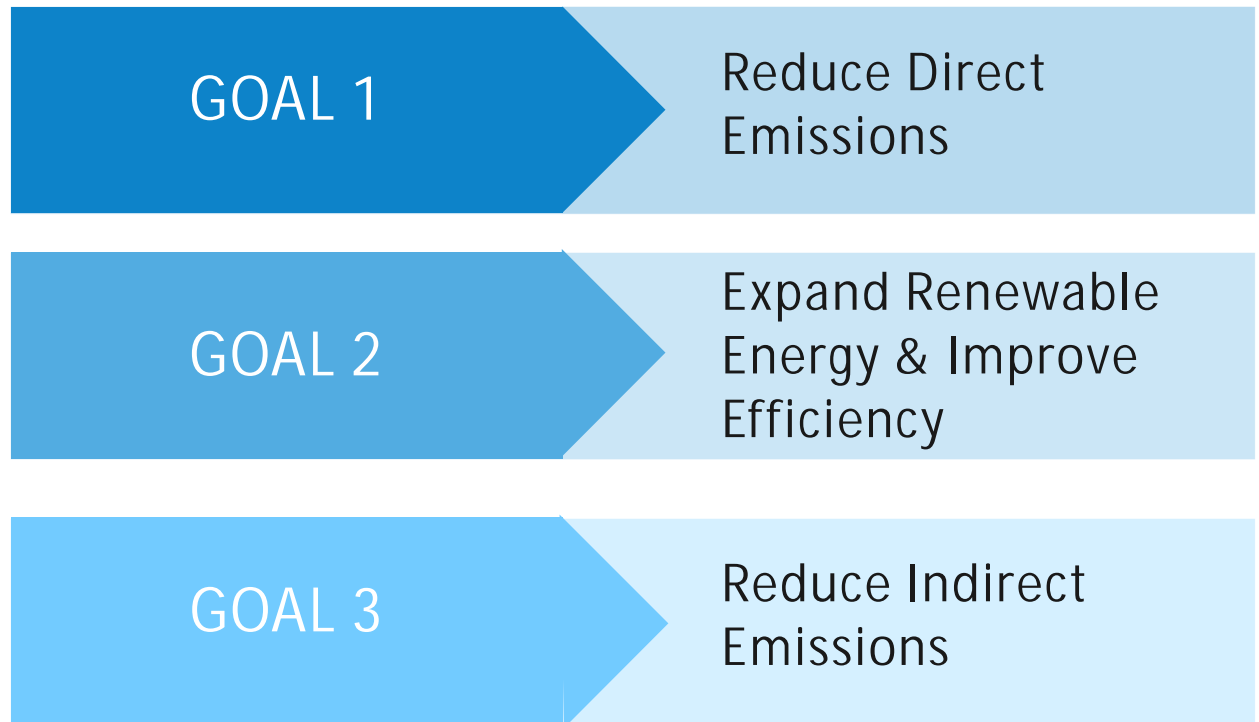 GOAL 1
Reduce Direct
Emissions
GOAL 2
Expand Renewable
Energy & Improve
Efficiency
GOAL 3
Reduce Indirect
Emissions